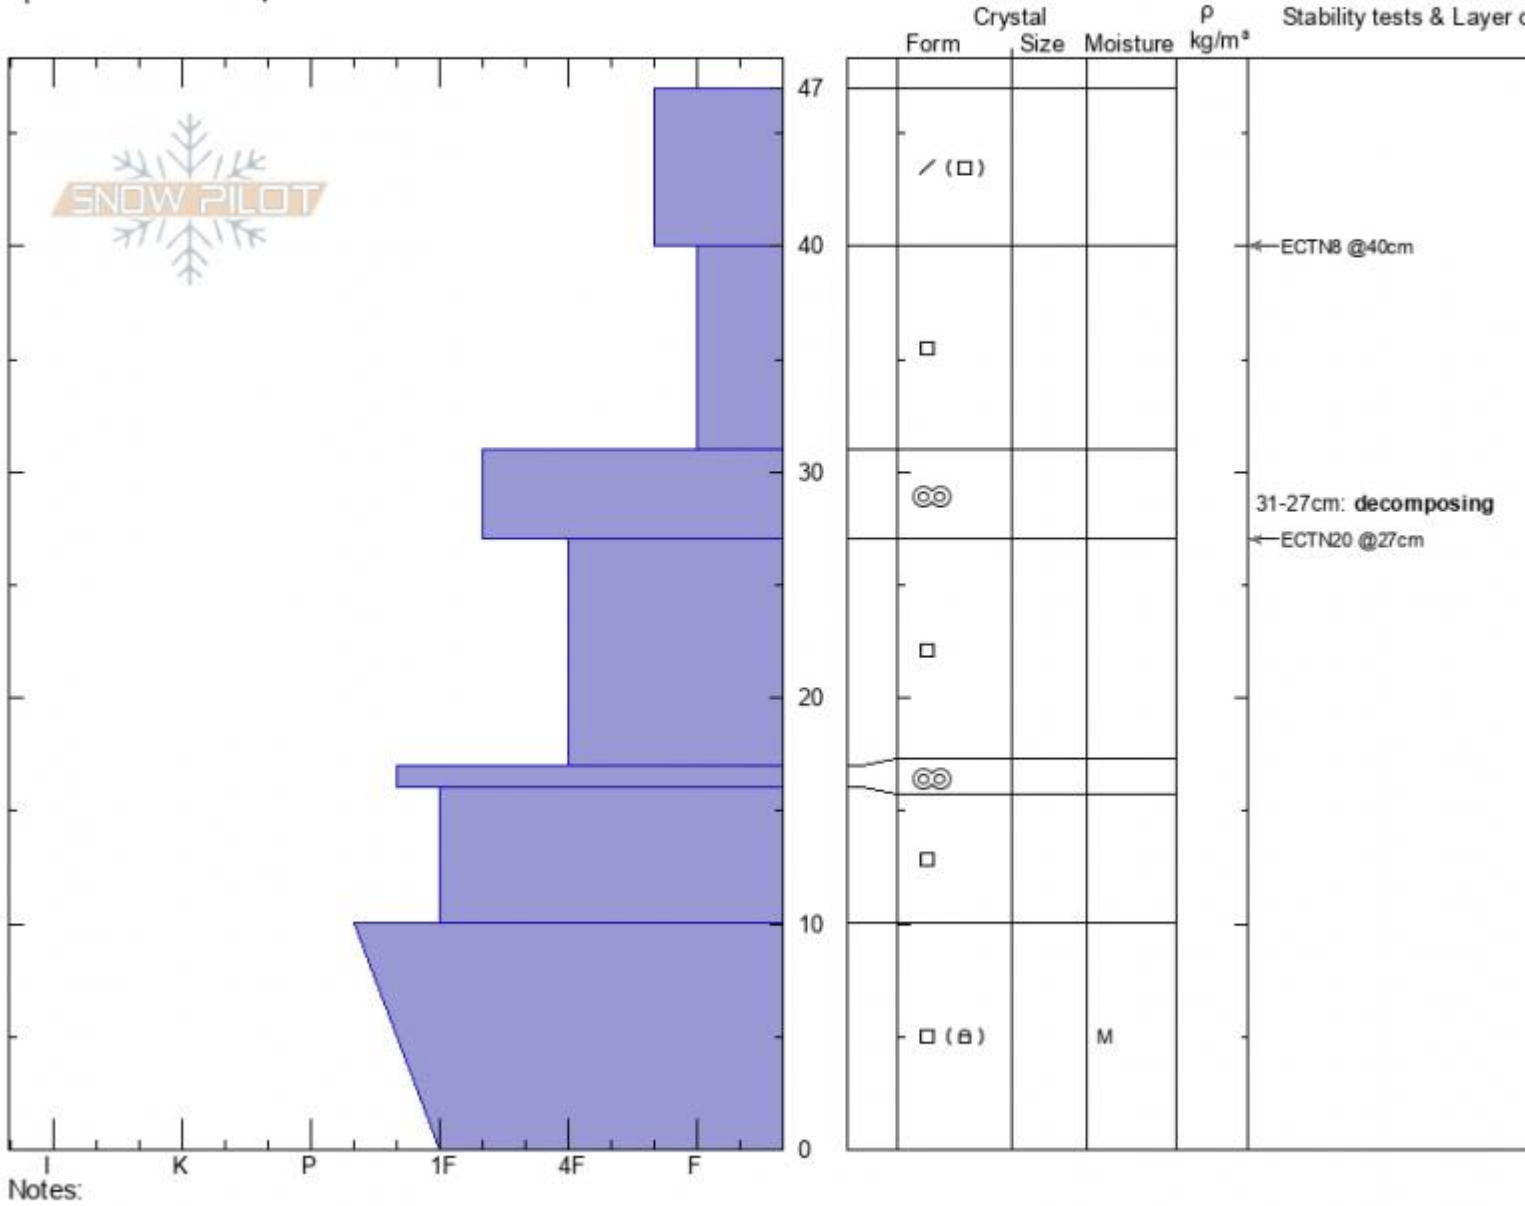 Crystal ρ Stability tests & Layer c
Form Size Moisture kg/m³
SNOW PILOT
47
40 ECTN8 @40cm
30
31-27cm: decomposing
ECTN20 @27cm
20
10
M
0
I K P 1F 4F F
Notes: